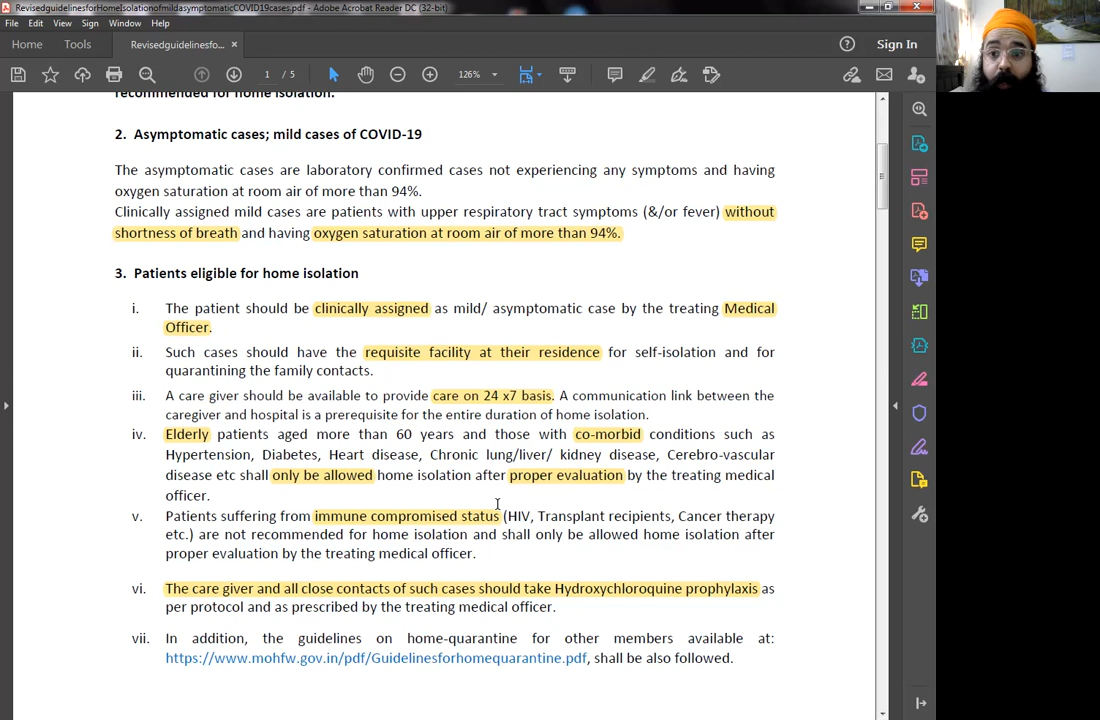 RevisedguidelinesforHomeIsolationofmildasymptomaticCOVID19cases.pdf - Adobe Acrobat Reader DC (32-bit)
File Edit View Sign Window Help
Home Tools Revisedguidelinesfo... × Sign In
1 / 5 126%
recommended for home isolation.
2. Asymptomatic cases; mild cases of COVID-19
The asymptomatic cases are laboratory confirmed cases not experiencing any symptoms and having
oxygen saturation at room air of more than 94%.
Clinically assigned mild cases are patients with upper respiratory tract symptoms (&/or fever) without
shortness of breath and having oxygen saturation at room air of more than 94%.
3. Patients eligible for home isolation
i. The patient should be clinically assigned as mild/ asymptomatic case by the treating Medical
Officer.
ii. Such cases should have the requisite facility at their residence for self-isolation and for
quarantining the family contacts.
iii. A care giver should be available to provide care on 24 x7 basis. A communication link between the
caregiver and hospital is a prerequisite for the entire duration of home isolation.
iv. Elderly patients aged more than 60 years and those with co-morbid conditions such as
Hypertension, Diabetes, Heart disease, Chronic lung/liver/ kidney disease, Cerebro-vascular
disease etc shall only be allowed home isolation after proper evaluation by the treating medical
officer.
v. Patients suffering from immune compromised status (HIV, Transplant recipients, Cancer therapy
etc.) are not recommended for home isolation and shall only be allowed home isolation after
proper evaluation by the treating medical officer.
vi. The care giver and all close contacts of such cases should take Hydroxychloroquine prophylaxis as
per protocol and as prescribed by the treating medical officer.
vii. In addition, the guidelines on home-quarantine for other members available at:
https://www.mohfw.gov.in/pdf/Guidelinesforhomequarantine.pdf, shall be also followed.